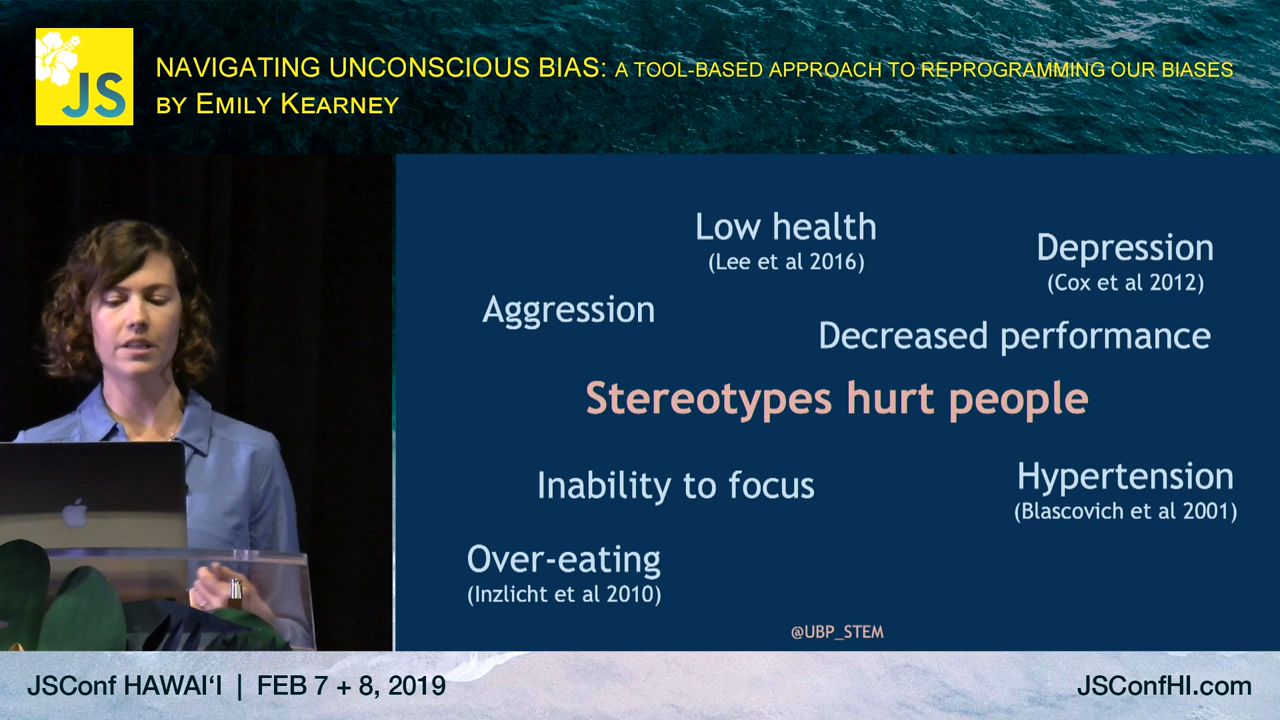 JS
NAVIGATING UNCONSCIOUS BIAS: A TOOL-BASED APPROACH TO REPROGRAMMING OUR BIASES
BY EMILY KEARNEY
Low health
(Lee et al 2016)
Depression
(Cox et al 2012)
Aggression
Decreased performance
Stereotypes hurt people
Inability to focus
Hypertension
(Blascovich et al 2001)
Over-eating
(Inzlicht et al 2010)
@UBP_STEM
JSConf HAWAIʻI | FEB 7 + 8, 2019
JSConfHI.com